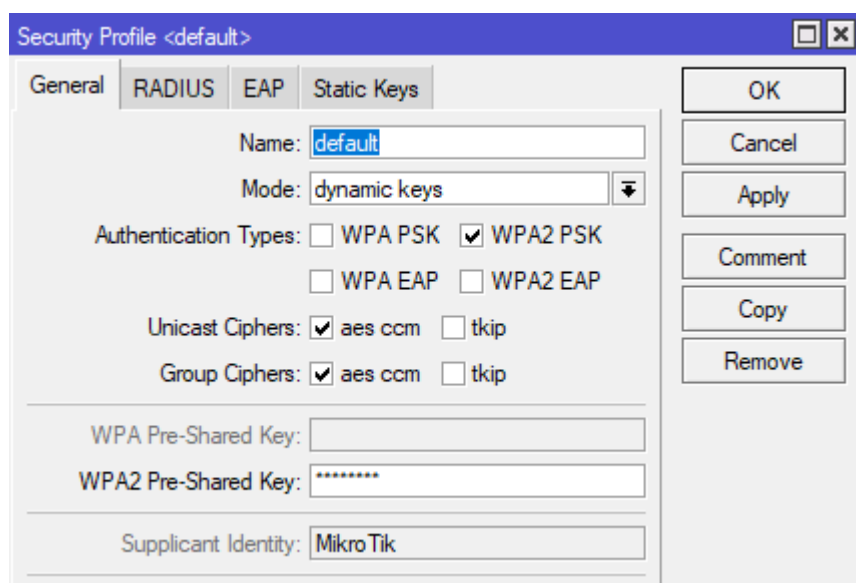 Security Profile <default>
General RADIUS EAP Static Keys
OK
Name: default
Cancel
Mode: dynamic keys
Apply
Authentication Types: WPA PSK WPA2 PSK
WPA EAP WPA2 EAP
Comment
Unicast Ciphers: aes ccm tkip
Copy
Group Ciphers: aes ccm tkip
Remove
WPA Pre-Shared Key:
WPA2 Pre-Shared Key: ********
Supplicant Identity: MikroTik